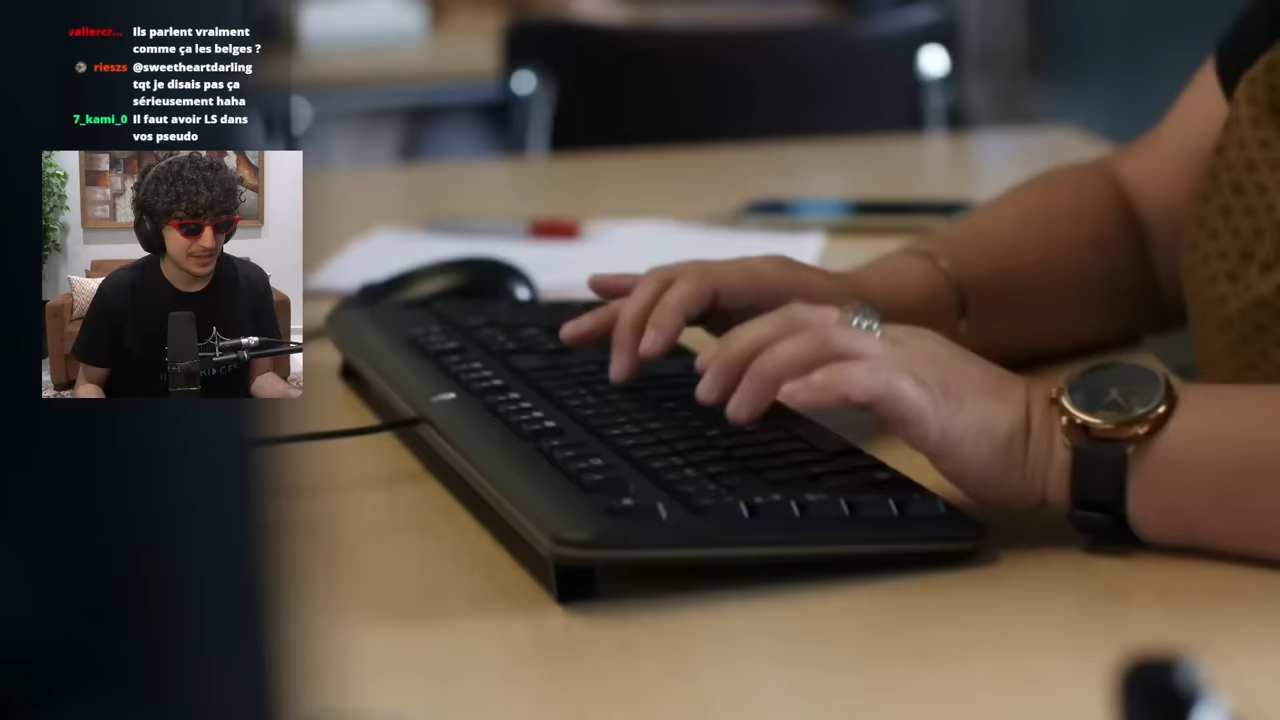 Ils parlent vraiment
comme ça les belges ?
rieszs @sweetheartdarling
tqt je disais pas ça
sérieusement haha
7_kami_0 Il faut avoir LS dans
vos pseudo